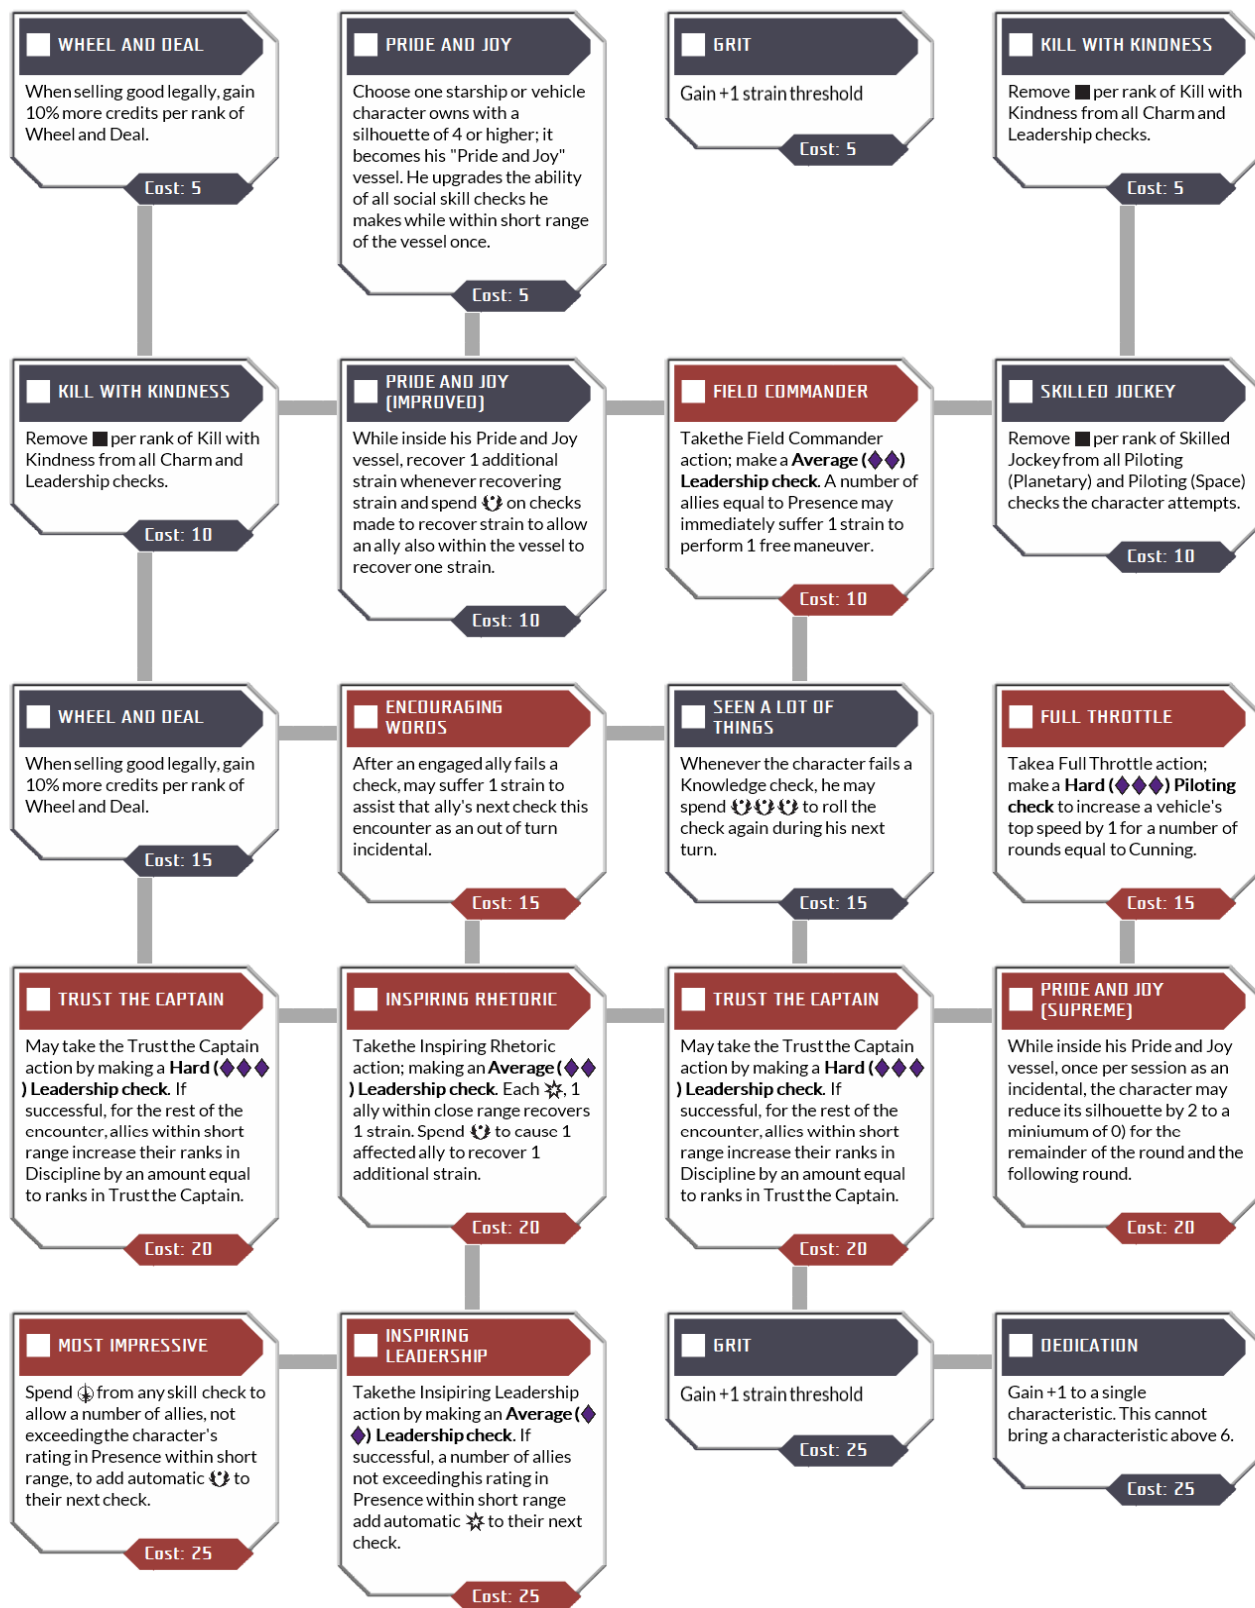 WHEEL AND DEAL
When selling good legally, gain
10% more credits per rank of
Wheel and Deal.
Cost: 5
PRIDE AND JOY
Choose one starship or vehicle
character owns with a
silhouette of 4 or higher; it
becomes his "Pride and Joy"
vessel. He upgrades the ability
of all social skill checks he
makes while within short range
of the vessel once.
Cost: 5
GRIT
Gain +1 strain threshold
Cost: 5
KILL WITH KINDNESS
Remove ■ per rank of Kill with
Kindness from all Charm and
Leadership checks.
Cost: 5
KILL WITH KINDNESS
Remove ■ per rank of Kill with
Kindness from all Charm and
Leadership checks.
Cost: 10
PRIDE AND JOY
(IMPROVED)
While inside his Pride and Joy
vessel, recover 1 additional
strain whenever recovering
strain and spend on checks
made to recover strain to allow
an ally also within the vessel to
recover one strain.
Cost: 10
FIELD COMMANDER
Takethe Field Commander
action; make a Average (◆◆)
Leadership check. A number of
allies equal to Presence may
immediately suffer 1 strain to
perform 1 free maneuver.
Cost: 10
SKILLED JOCKEY
Remove ■ per rank of Skilled
Jockey from all Piloting
(Planetary) and Piloting (Space)
checks the character attempts.
Cost: 10
WHEEL AND DEAL
When selling good legally, gain
10% more credits per rank of
Wheel and Deal.
Cost: 15
ENCOURAGING
WORDS
After an engaged ally fails a
check, may suffer 1 strain to
assist that ally's next check this
encounter as an out of turn
incidental.
Cost: 15
SEEN A LOT OF
THINGS
Whenever the character fails a
Knowledge check, he may
spend to roll the
check again during his next
turn.
Cost: 15
FULL THROTTLE
Takea Full Throttle action;
make a Hard (◆◆◆) Piloting
check to increase a vehicle's
top speed by 1 for a number of
rounds equal to Cunning.
Cost: 15
TRUST THE CAPTAIN
May take the Trust the Captain
action by making a Hard (◆◆◆
) Leadership check. If
successful, for the rest of the
encounter, allies within short
range increase their ranks in
Discipline by an amount equal
to ranks in Trust the Captain.
Cost: 20
INSPIRING RHETORIC
Takethe Inspiring Rhetoric
action; making an Average (◆◆
) Leadership check. Each , 1
ally within close range recovers
1 strain. Spend to cause 1
affected ally to recover 1
additional strain.
Cost: 20
TRUST THE CAPTAIN
May take the Trust the Captain
action by making a Hard (◆◆◆
) Leadership check. If
successful, for the rest of the
encounter, allies within short
range increase their ranks in
Discipline by an amount equal
to ranks in Trust the Captain.
Cost: 20
PRIDE AND JOY
(SUPREME)
While inside his Pride and Joy
vessel, once per session as an
incidental, the character may
reduce its silhouette by 2 to a
miniumum of 0) for the
remainder of the round and the
following round.
Cost: 20
MOST IMPRESSIVE
Spend from any skill check to
allow a number of allies, not
exceeding the character's
rating in Presence within short
range, to add automatic to
their next check.
Cost: 25
INSPIRING
LEADERSHIP
Takethe Insipiring Leadership
action by making an Average (◆
◆) Leadership check. If
successful, a number of allies
not exceeding his rating in
Presence within short range
add automatic to their next
check.
Cost: 25
GRIT
Gain +1 strain threshold
Cost: 25
DEDICATION
Gain +1 to a single
characteristic. This cannot
bring a characteristic above 6.
Cost: 25